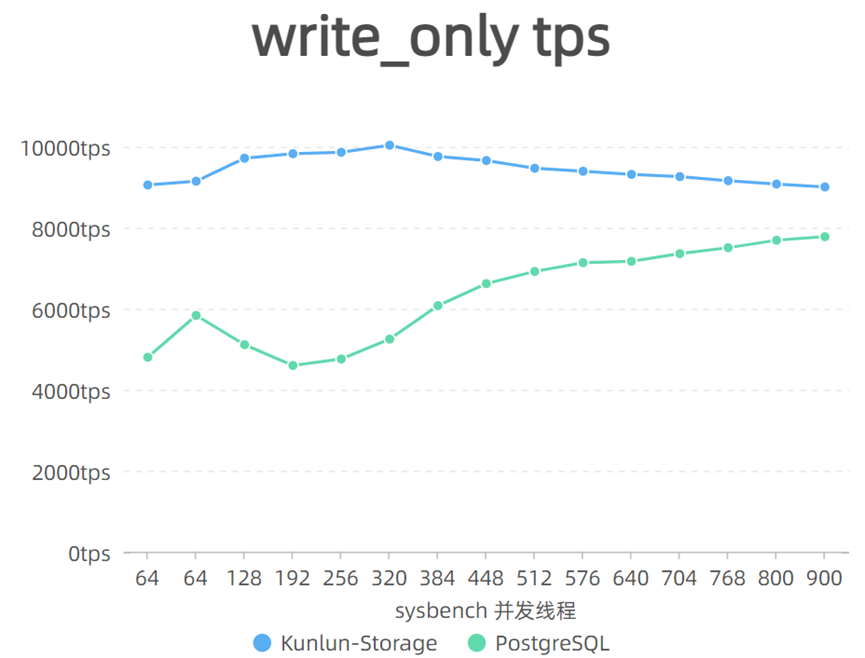 write_only tps
10000tps
8000tps
6000tps
4000tps
2000tps
0tps
64 64 128 192 256 320 384 448 512 576 640 704 768 800 900
sysbench 并发线程
Kunlun-Storage PostgreSQL